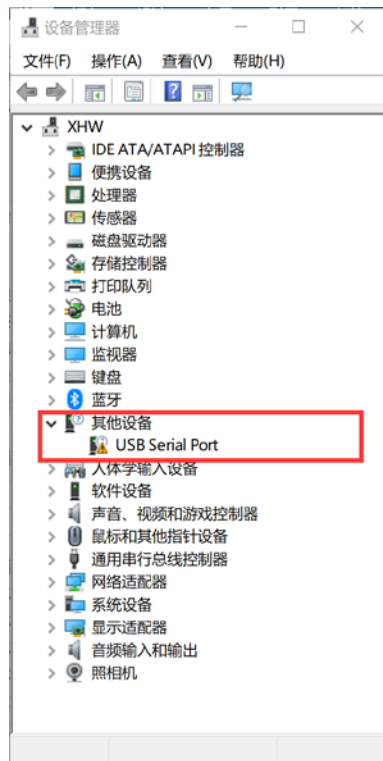 设备管理器
文件(F) 操作(A) 查看(V) 帮助(H)
XHW
IDE ATA/ATAPI 控制器
便携设备
处理器
传感器
磁盘驱动器
存储控制器
打印队列
电池
计算机
监视器
键盘
蓝牙
其他设备
USB Serial Port
人体学输入设备
软件设备
声音、视频和游戏控制器
鼠标和其他指针设备
通用串行总线控制器
网络适配器
系统设备
显示适配器
音频输入和输出
照相机